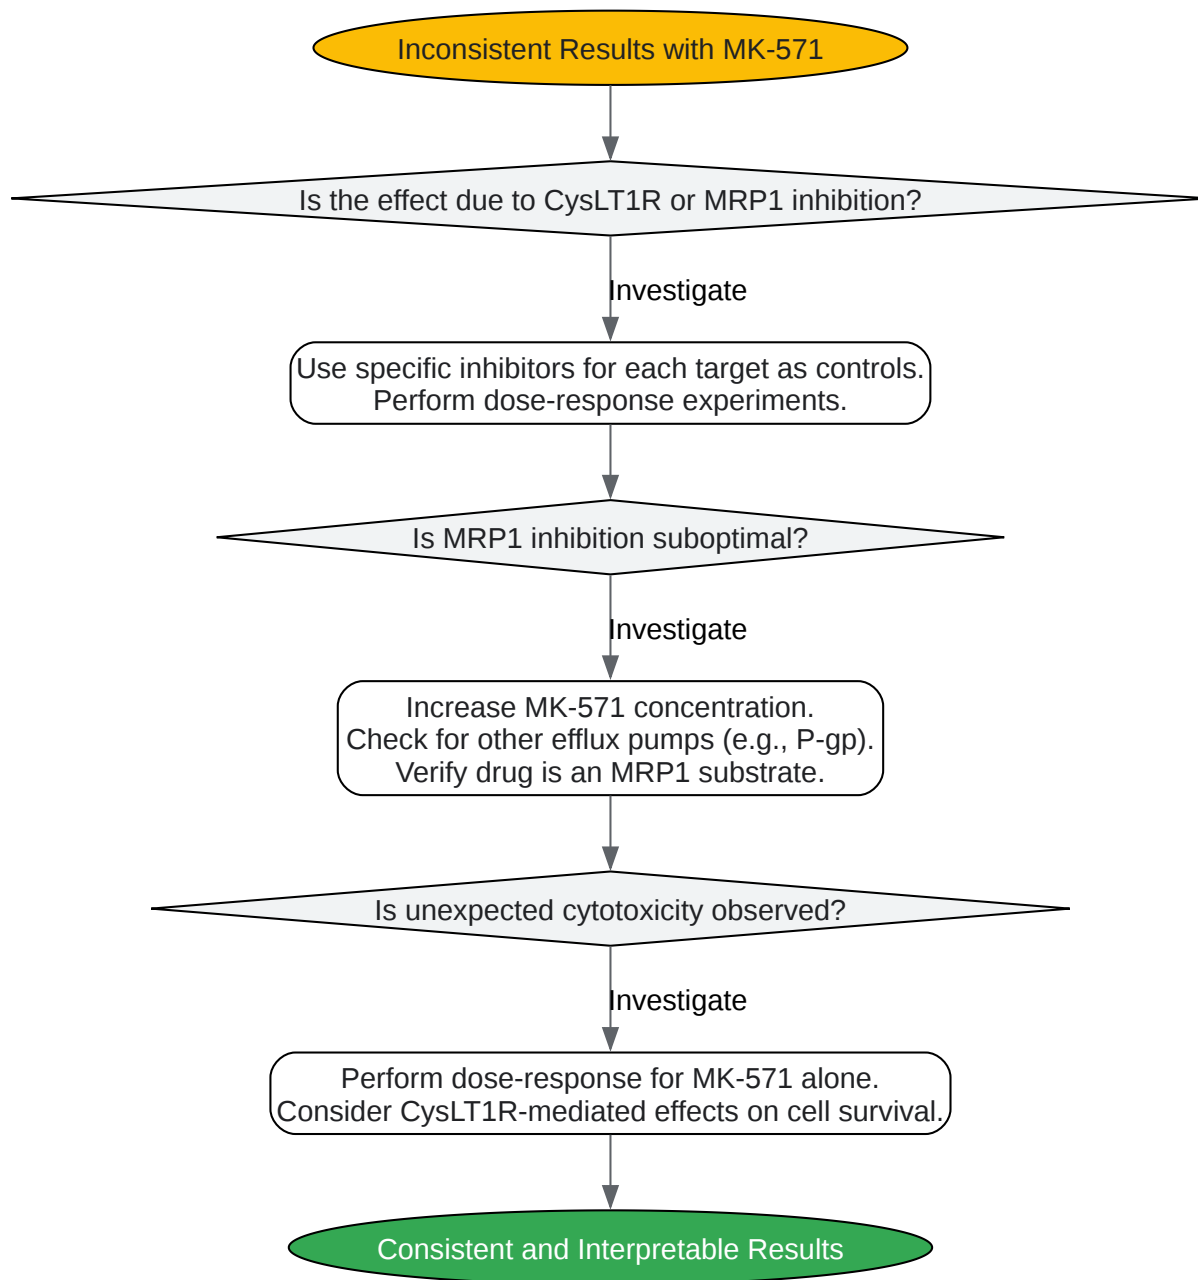 Inconsistent Results with MK-571
Is the effect due to CysLT1R or MRP1 inhibition?
Investigate
Use specific inhibitors for each target as controls.
Perform dose-response experiments.
Is MRP1 inhibition suboptimal?
Investigate
Increase MK-571 concentration.
Check for other efflux pumps (e.g., P-gp).
Verify drug is an MRP1 substrate.
Is unexpected cytotoxicity observed?
Investigate
Perform dose-response for MK-571 alone.
Consider CysLT1R-mediated effects on cell survival.
Consistent and Interpretable Results